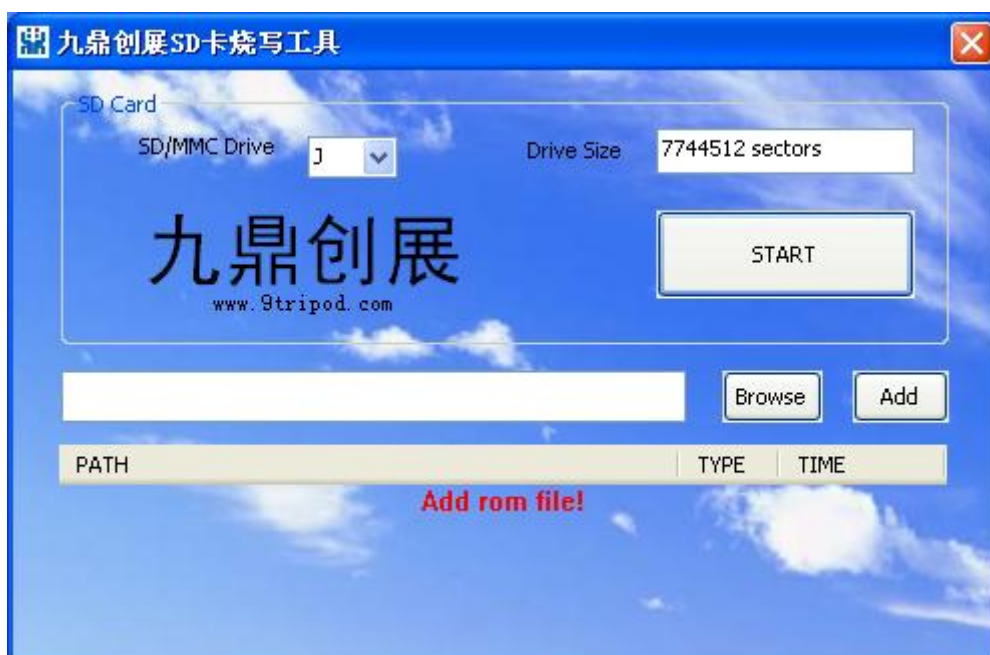 九鼎创展SD卡烧写工具
SD Card
SD/MMC Drive J Drive Size 7744512 sectors
九鼎创展
www.9tripod.com
START
Browse Add
PATH TYPE TIME
Add rom file!